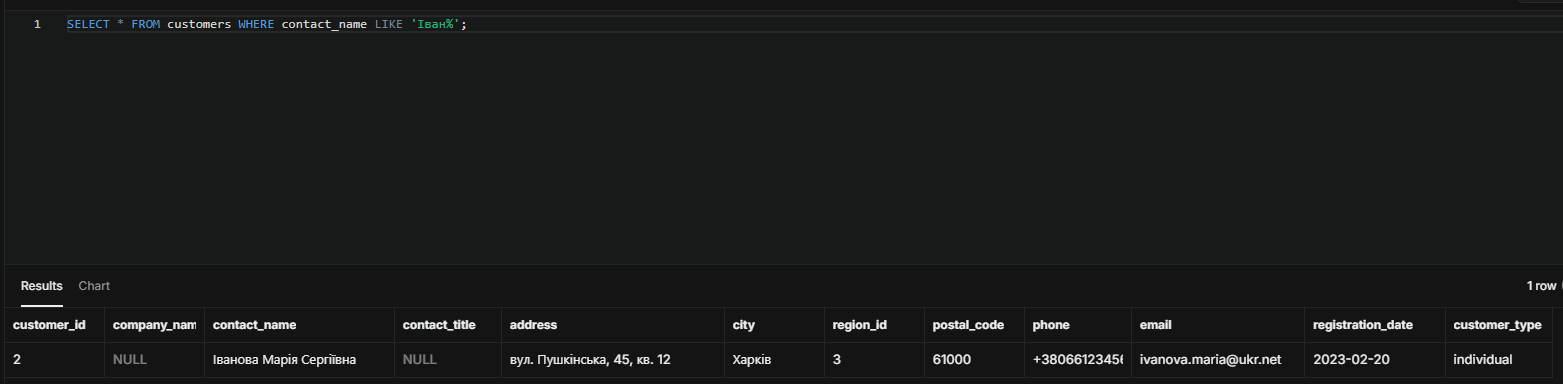 1 SELECT * FROM customers WHERE contact_name LIKE 'Іван%';
Results Chart 1 row
customer_id company_nam contact_name contact_title address city region_id postal_code phone email registration_date customer_type
2 NULL Іванова Марія Сергіївна NULL вул. Пушкінська, 45, кв. 12 Харків 3 61000 +38066123456 ivanova.maria@ukr.net 2023-02-20 individual